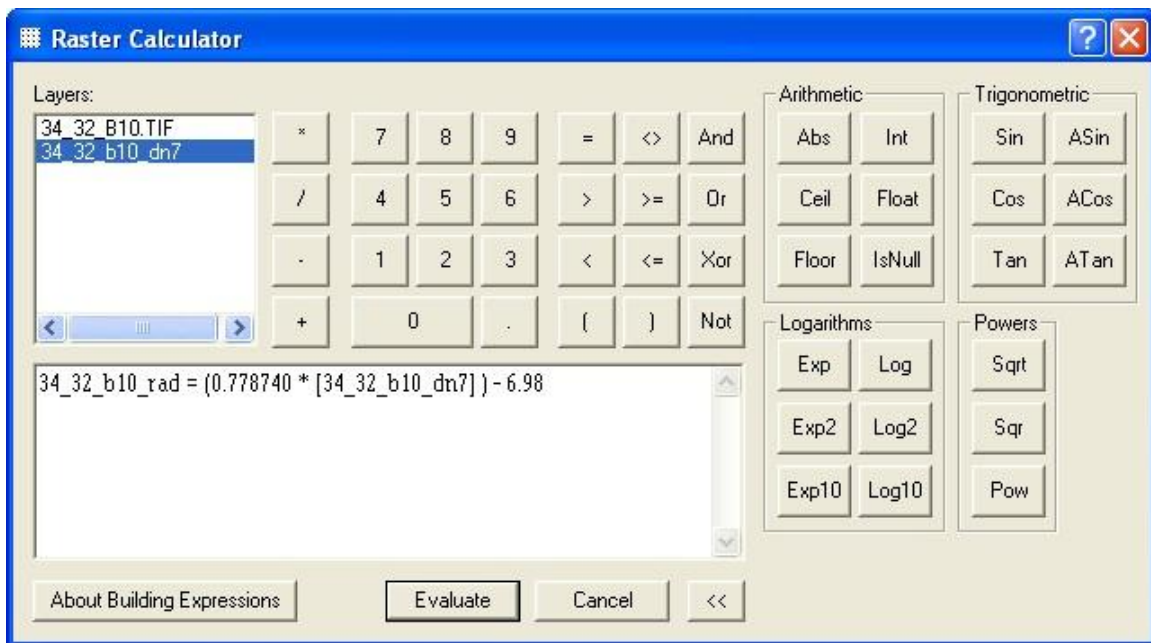 Raster Calculator
Layers:
34_32_B10.TIF
34_32_b10_dn7
* 7 8 9 = <> And
/ 4 5 6 > >= Or
- 1 2 3 < <= Xor
+ 0 . ( ) Not
Arithmetic
Abs Int
Ceil Float
Floor IsNull
Trigonometric
Sin ASin
Cos ACos
Tan ATan
Logarithms
Exp Log
Exp2 Log2
Exp10 Log10
Powers
Sqrt
Sqr
Pow
34_32_b10_rad = (0.778740 * [34_32_b10_dn7] ) - 6.98
About Building Expressions Evaluate Cancel <<